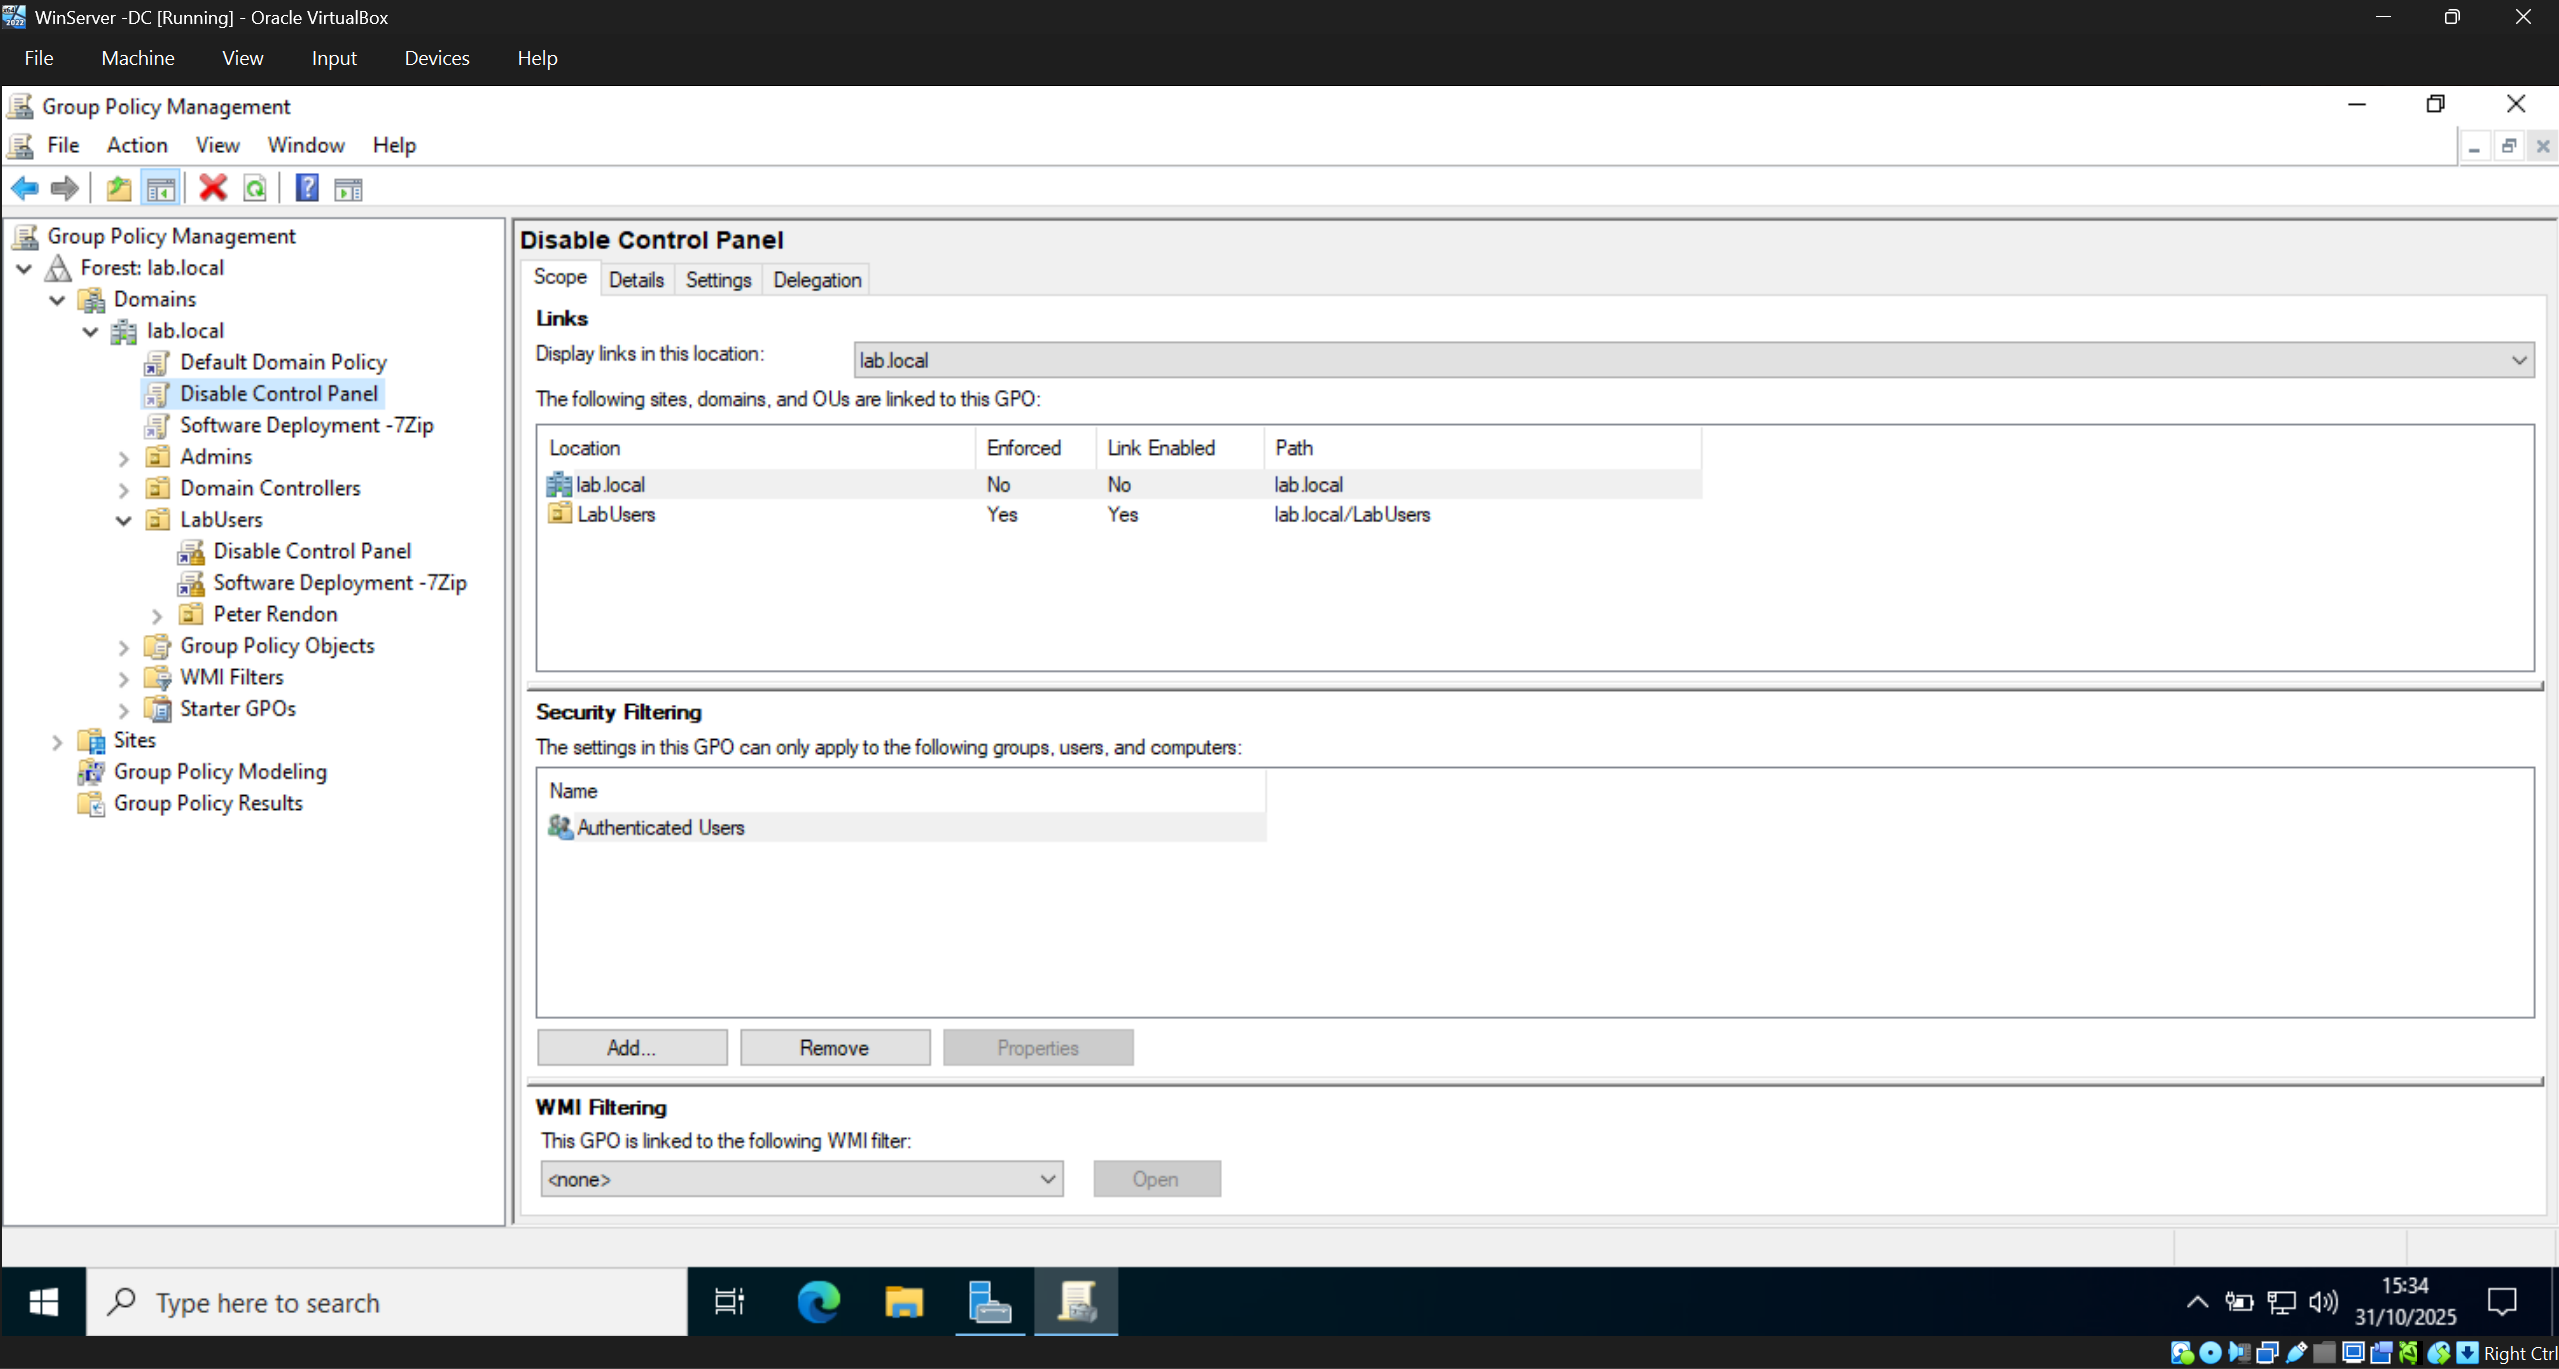 WinServer -DC [Running] - Oracle VirtualBox
File Machine View Input Devices Help
Group Policy Management
File Action View Window Help
Group Policy Management
Forest: lab.local
Domains
lab.local
Default Domain Policy
Disable Control Panel
Software Deployment -7Zip
Admins
Domain Controllers
LabUsers
Disable Control Panel
Software Deployment -7Zip
Peter Rendon
Group Policy Objects
WMI Filters
Starter GPOs
Sites
Group Policy Modeling
Group Policy Results
Disable Control Panel
Scope Details Settings Delegation
Links
Display links in this location: lab.local
The following sites, domains, and OUs are linked to this GPO:
Location Enforced Link Enabled Path
lab.local No No lab.local
LabUsers Yes Yes lab.local/LabUsers
Security Filtering
The settings in this GPO can only apply to the following groups, users, and computers:
Name
Authenticated Users
Add... Remove Properties
WMI Filtering
This GPO is linked to the following WMI filter:
<none> Open
Type here to search
15:34
31/10/2025
Right Ctrl